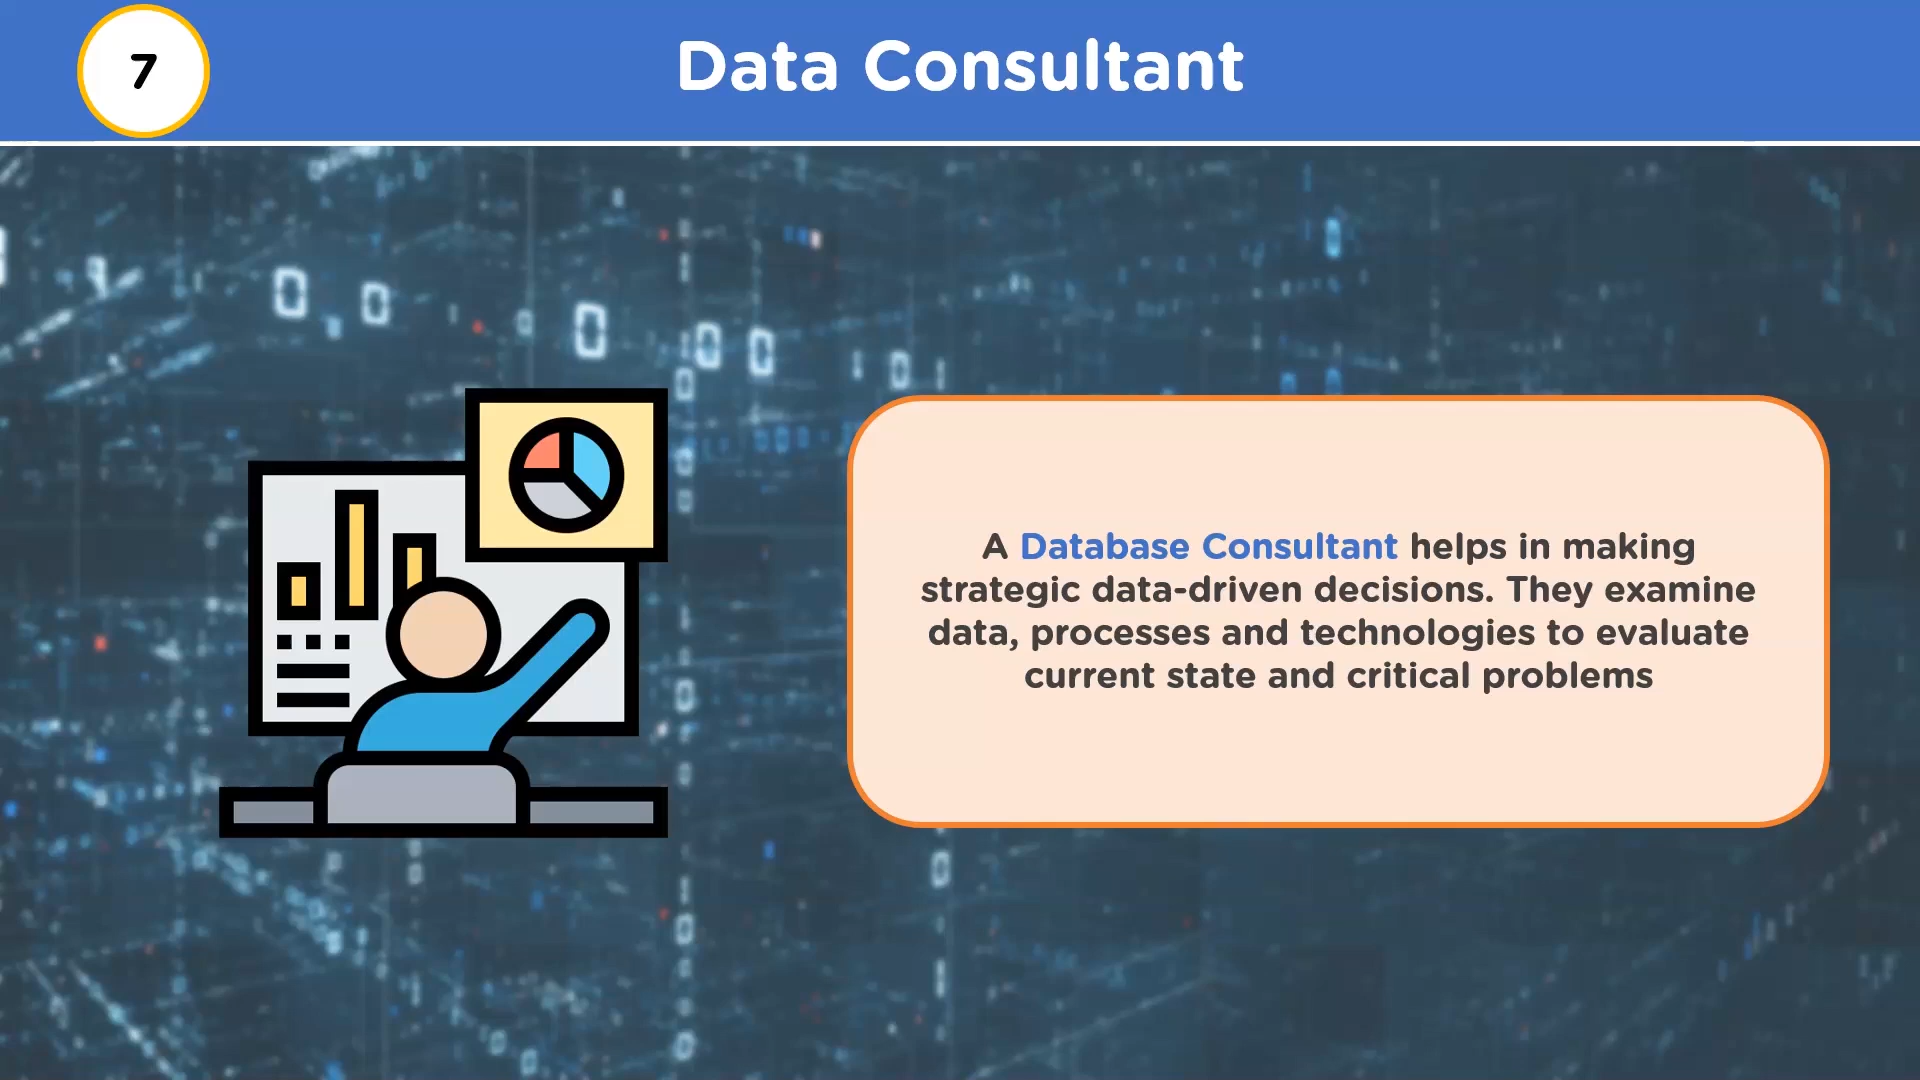 7
Data Consultant
A Database Consultant helps in making
strategic data-driven decisions. They examine
data, processes and technologies to evaluate
current state and critical problems